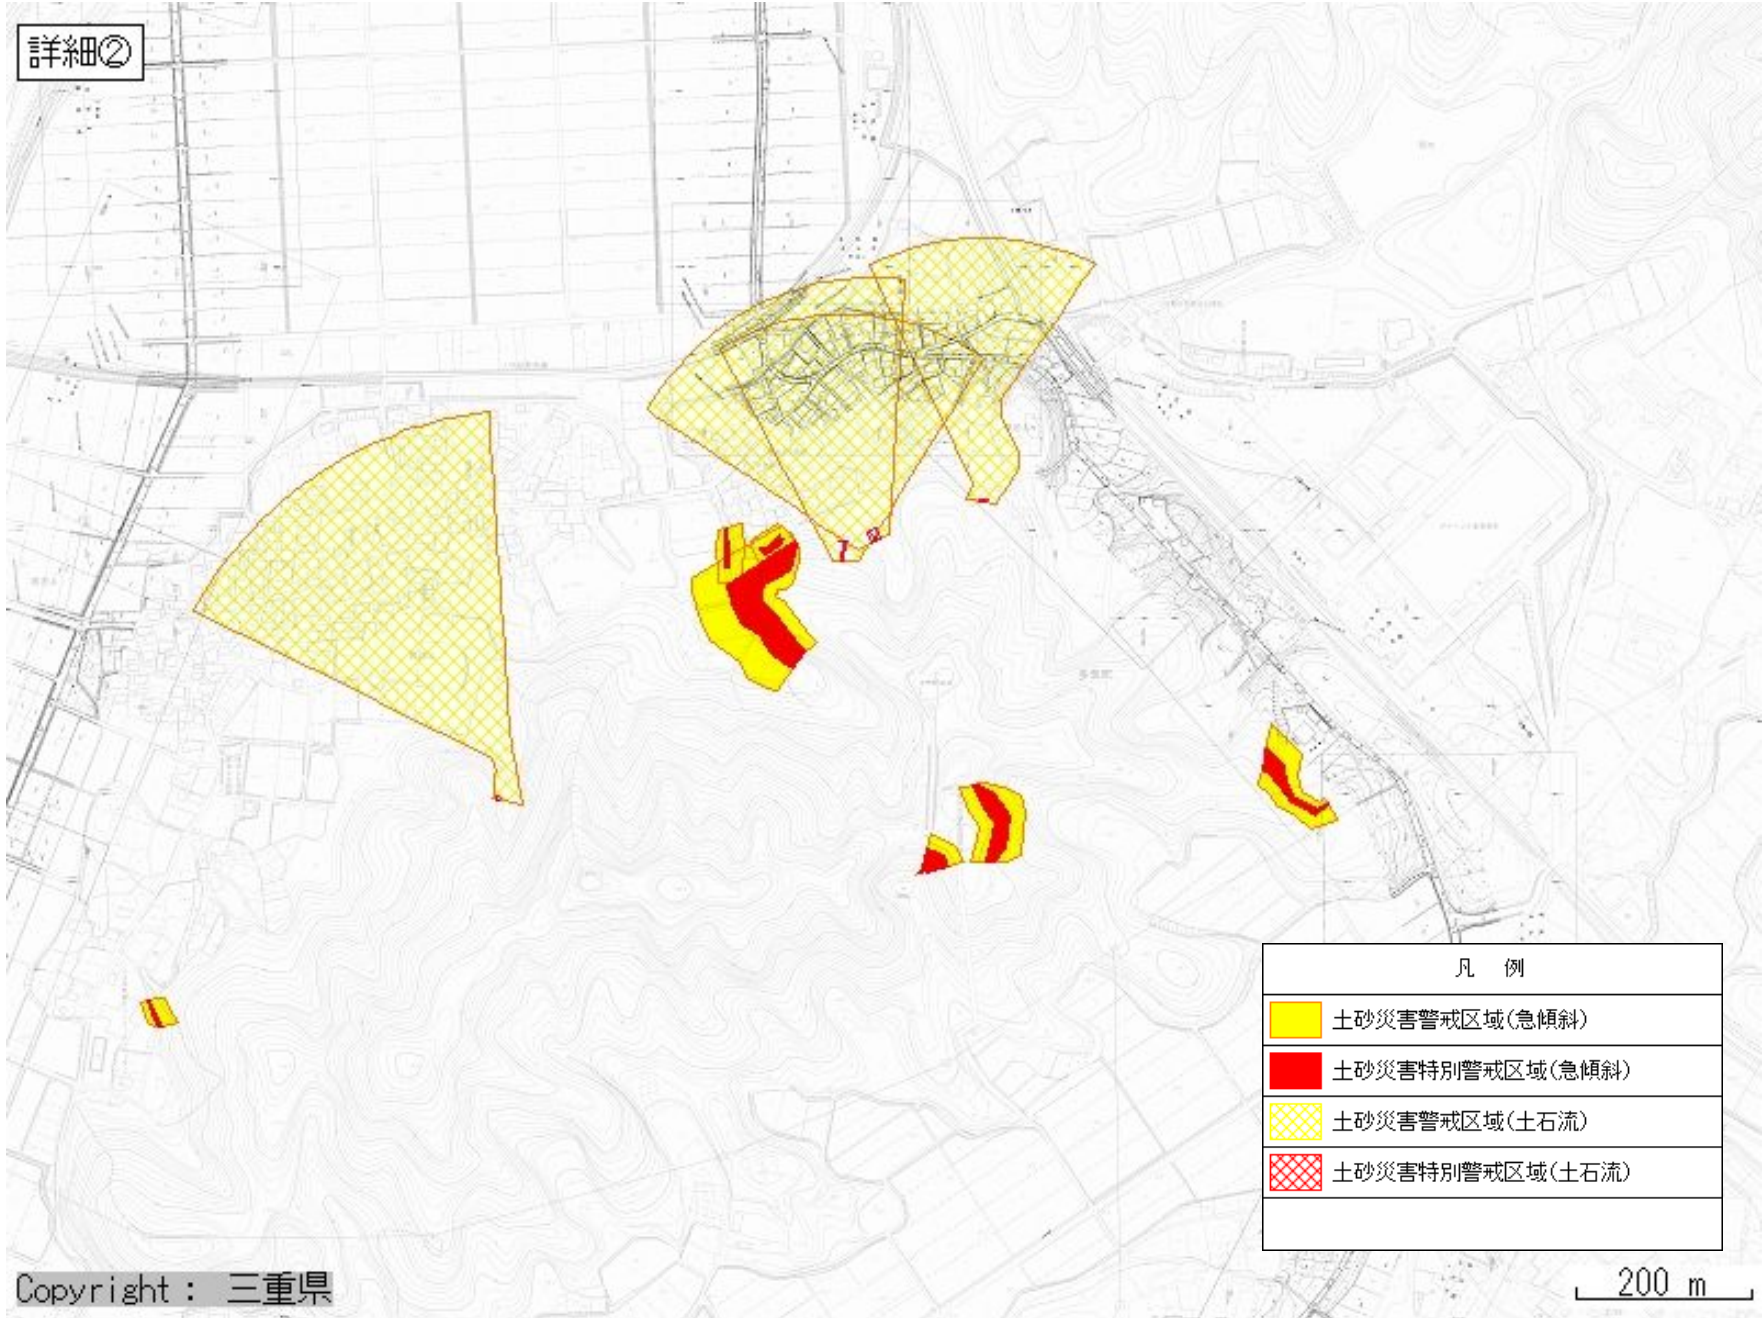 詳細②
多気町
凡 例
土砂災害警戒区域(急傾斜)
土砂災害特別警戒区域(急傾斜)
土砂災害警戒区域(土石流)
土砂災害特別警戒区域(土石流)
Copyright : 三重県
200 m